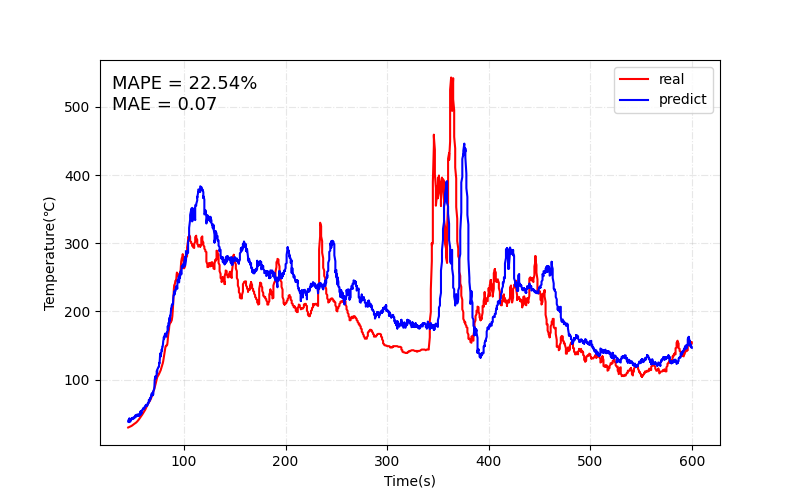 MAPE = 22.54%
MAE = 0.07
real
predict
Temperature(℃)
500
400
300
200
100
100 200 300 400 500 600
Time(s)